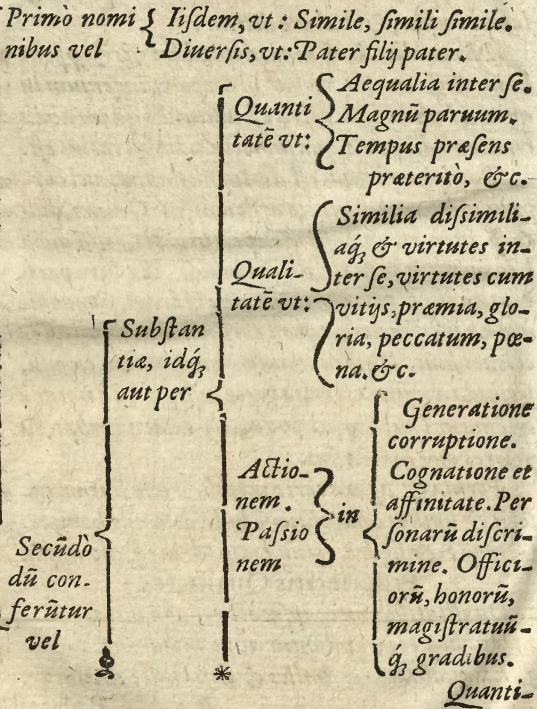 Primò nomi
nibus vel
Iiſdem, vt : Simile, ſimili ſimile.
Diuerſis, vt: Pater filij pater.
Secũdò
dũ con-
ferũtur
vel
Subſtan
tiæ, idq́ꝫ
aut per
Quanti
tatẽ vt:
Aequalia inter ſe.
Magnũ paruum.
Tempus præſens
præterito, &c.
Quali-
tatẽ vt:
Similia diſsimili-
aq́ꝫ & virtutes in-
ter ſe, virtutes cum
vitijs, præmia, glo-
ria, peccatum, pœ-
na. &c.
Actio-
nem.
Paſsio
nem
in
Generatione
corruptione.
Cognatione et
affinitate. Per
ſonarũ diſcri-
mine. Offici-
orũ, honorũ,
magiſtratuũ-
q́ꝫ gradibus.
*
Quanti-